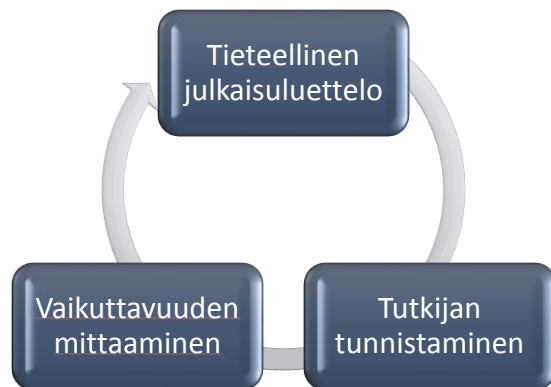 Tieteellinen
julkaisuluettelo
Vaikuttavuuden
mittaaminen
Tutkijan
tunnistaminen